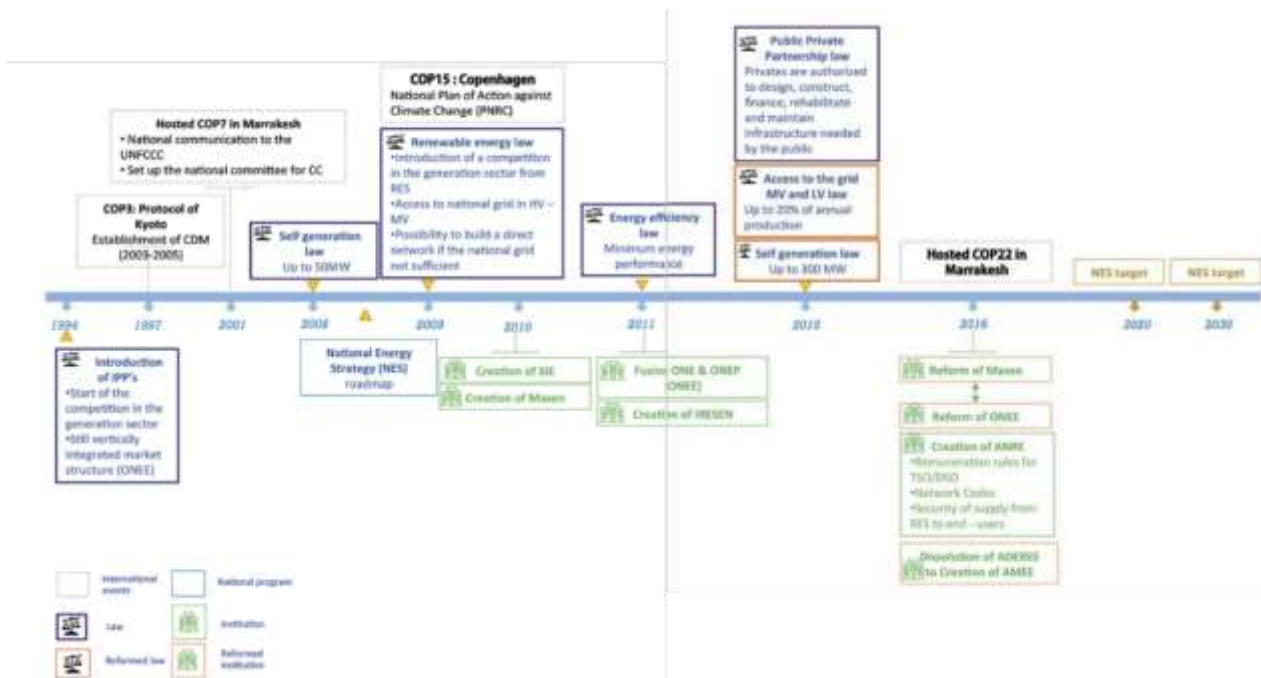 Public Private
Partnership law
Privates are authorized
to design, construct,
finance, rehabilitate
and maintain
infrastructure needed
by the public
COP15 : Copenhagen
National Plan of Action against
Climate Change (PNRC)
Hosted COP7 in Marrakesh
• National communication to the
UNFCCC
• Set up the national committee for CC
Renewable energy law
•Introduction of a competition
in the generation sector from
RES
•Access to national grid in HV –
MV
•Possibility to build a direct
network if the national grid
not sufficient
Access to the grid
MV and LV law
Up to 20% of annual
production
COP3: Protocol of
Kyoto
Establishment of CDM
(2003-2005)
Self generation
law
Up to 50MW
Energy efficiency
law
Minimum energy
performance
Self generation law
Up to 300 MW
Hosted COP22 in
Marrakesh
NES target
NES target
1994
1997
2001
2008
2009
2010
2011
2016
2020
2030
Introduction
of IPP's
•Start of the
competition in the
generation sector
•Still vertically
integrated market
structure (ONEE)
National Energy
Strategy (NES)
roadmap
Creation of SIE
Creation of Masen
Fusion ONE & ONEP
(ONEE)
Creation of IRESEN
Reform of Masen
Reform of ONEE
Creation of ANRE
•Remuneration rules for
TSO/DSO
•Network Codes
•Security of supply from
RES to end – users
Dissolution of ADEREE
to Creation of AMEE
International
events
National program
Law
Institution
Reformed law
Reformed
institution